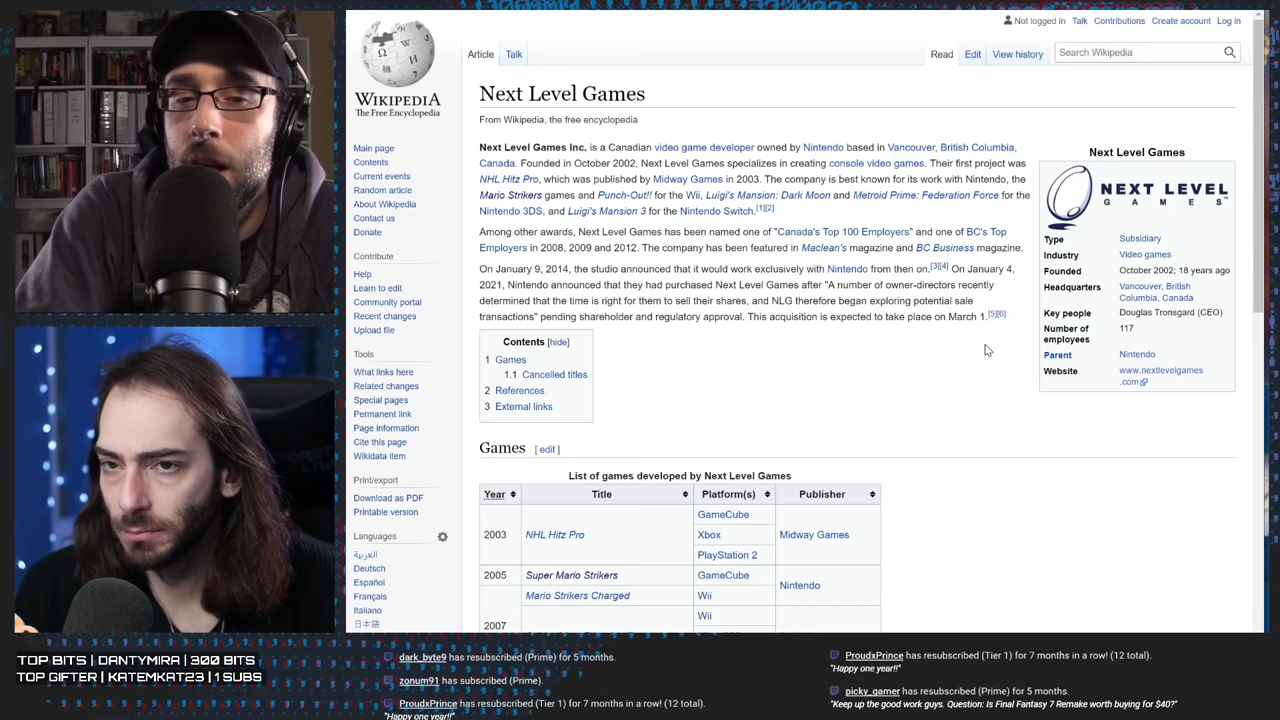 Not logged in Talk Contributions Create account Log in
Article Talk Read Edit View history Search Wikipedia
WIKIPEDIA
The Free Encyclopedia
Main page
Contents
Current events
Random article
About Wikipedia
Contact us
Donate
Contribute
Help
Learn to edit
Community portal
Recent changes
Upload file
Tools
What links here
Related changes
Special pages
Permanent link
Page information
Cite this page
Wikidata item
Print/export
Download as PDF
Printable version
Languages
العربية
Deutsch
Español
Français
Italiano
日本語
Next Level Games
From Wikipedia, the free encyclopedia
Next Level Games Inc. is a Canadian video game developer owned by Nintendo based in Vancouver, British Columbia,
Canada. Founded in October 2002, Next Level Games specializes in creating console video games. Their first project was
NHL Hitz Pro, which was published by Midway Games in 2003. The company is best known for its work with Nintendo, the
Mario Strikers games and Punch-Out!! for the Wii, Luigi's Mansion: Dark Moon and Metroid Prime: Federation Force for the
Nintendo 3DS, and Luigi's Mansion 3 for the Nintendo Switch.[1][2]
Among other awards, Next Level Games has been named one of "Canada's Top 100 Employers" and one of BC's Top
Employers in 2008, 2009 and 2012. The company has been featured in Maclean's magazine and BC Business magazine.
On January 9, 2014, the studio announced that it would work exclusively with Nintendo from then on.[3][4] On January 4,
2021, Nintendo announced that they had purchased Next Level Games after "A number of owner-directors recently
determined that the time is right for them to sell their shares, and NLG therefore began exploring potential sale
transactions" pending shareholder and regulatory approval. This acquisition is expected to take place on March 1.[5][6]
Next Level Games
NEXT LEVEL
GAMES
Type Subsidiary
Industry Video games
Founded October 2002; 18 years ago
Headquarters Vancouver, British
Columbia, Canada
Key people Douglas Tronsgard (CEO)
Number of
employees 117
Parent Nintendo
Website www.nextlevelgames
.com
Contents [hide]
1 Games
1.1 Cancelled titles
2 References
3 External links
Games [ edit ]
List of games developed by Next Level Games
Year Title Platform(s) Publisher
2003 NHL Hitz Pro GameCube Midway Games
Xbox
PlayStation 2
2005 Super Mario Strikers GameCube Nintendo
2007 Mario Strikers Charged Wii
Wii
TOP BITS | DANTYMIRA | 300 BITS
TOP GIFTER | KATEMKAT23 | 1 SUBS
dark_byte9 has resubscribed (Prime) for 5 months.
zonum91 has subscribed (Prime).
ProudxPrince has resubscribed (Tier 1) for 7 months in a row! (12 total).
"Happy one year!!"
ProudxPrince has resubscribed (Tier 1) for 7 months in a row! (12 total).
"Happy one year!!"
picky_gamer has resubscribed (Prime) for 5 months.
"Keep up the good work guys. Question: Is Final Fantasy 7 Remake worth buying for $40?"